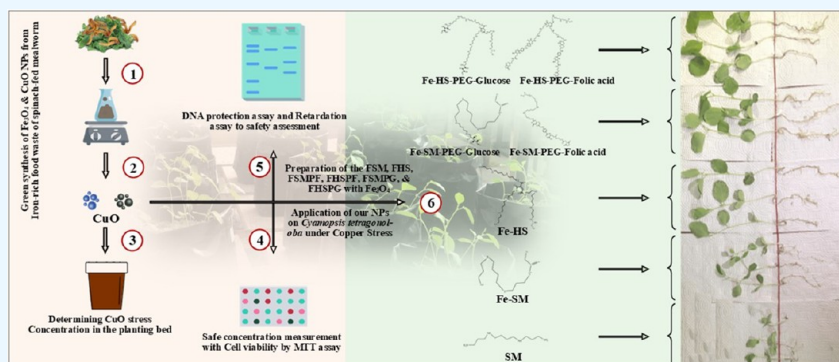 Green synthesis of Fe₂O₃, & CuO NPs from
Iron-rich food waste of spinach-fed mealworm
1
2
CuO
3
Determining CuO stress
Concentration in the planting bed
DNA protection assay and Retardation
assay to safety assessment
5
Preparation of the FSM, FHS,
FSMPF, FHSPF, FSMPG, &
FHSPG with Fe₂O₃
Application of our NPs
on Cyamopsis tetragonol-
oba under Copper Stress
4
Safe concentration measurement
with Cell viability by MTT assay
6
Fe-HS-PEG-Glucose Fe-HS-PEG-Folic acid
Fe-SM-PEG-Glucose Fe-SM-PEG-Folic acid
Fe-HS
Fe-SM
SM